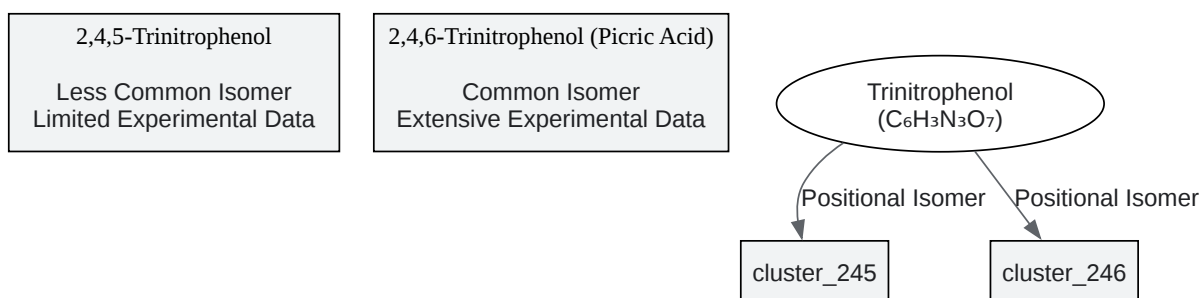 2,4,5-Trinitrophenol
Less Common Isomer
Limited Experimental Data
2,4,6-Trinitrophenol (Picric Acid)
Common Isomer
Extensive Experimental Data
Trinitrophenol
(C₆H₃N₃O₇)
Positional Isomer
Positional Isomer
cluster_245
cluster_246